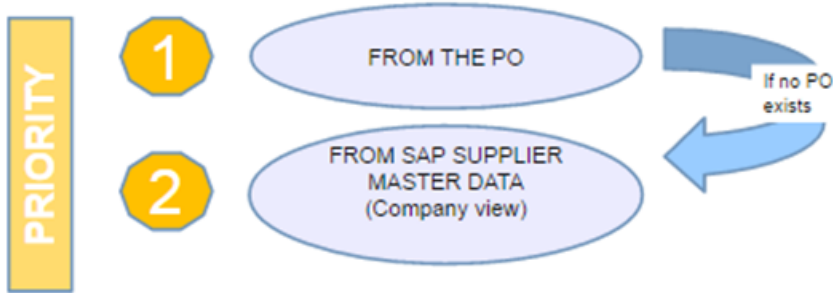 PRIORITY
1
FROM THE PO
If no PO
exists
2
FROM SAP SUPPLIER
MASTER DATA
(Company view)